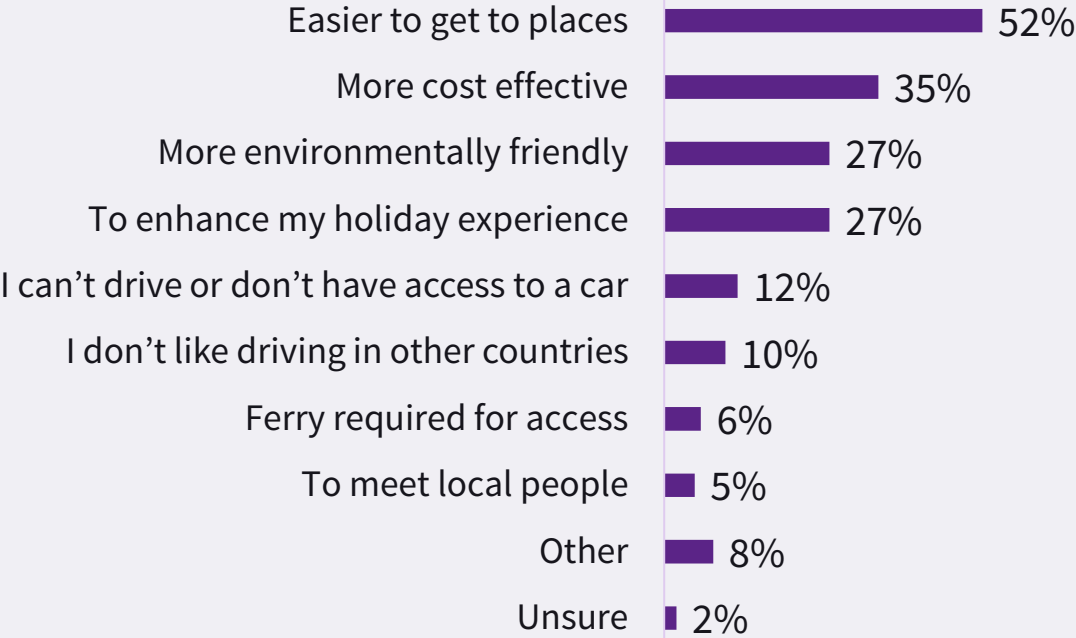 Easier to get to places 52%
More cost effective 35%
More environmentally friendly 27%
To enhance my holiday experience 27%
I can’t drive or don’t have access to a car 12%
I don’t like driving in other countries 10%
Ferry required for access 6%
To meet local people 5%
Other 8%
Unsure 2%